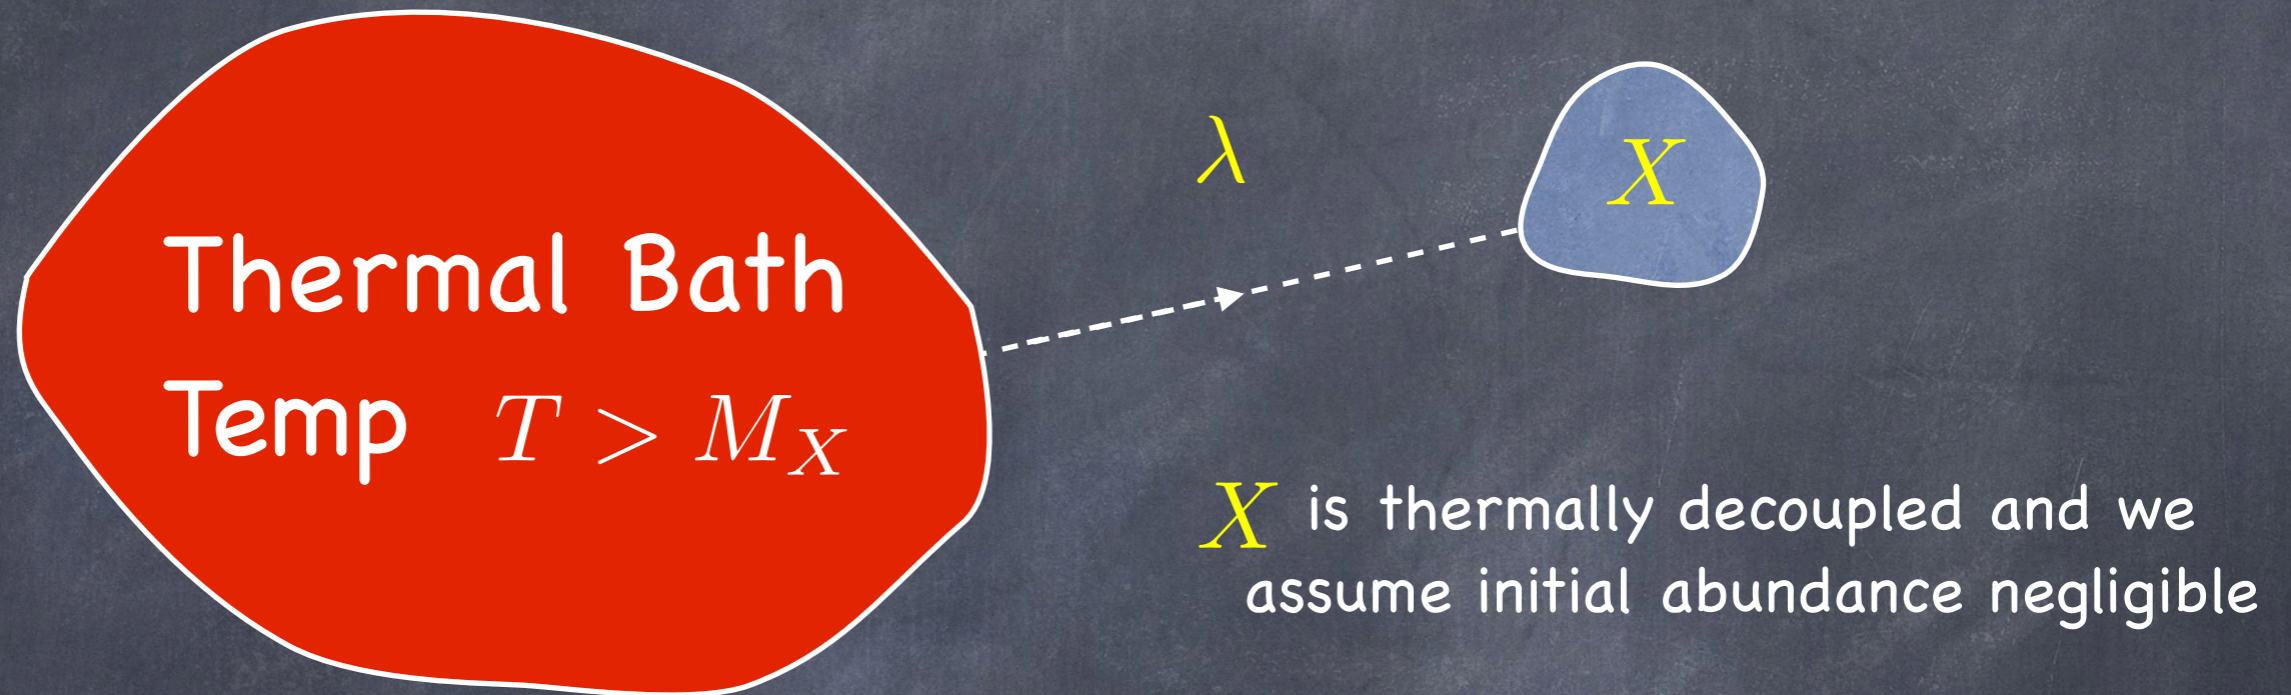 λ
X
Thermal Bath
Temp T > M_X
X is thermally decoupled and we
assume initial abundance negligible